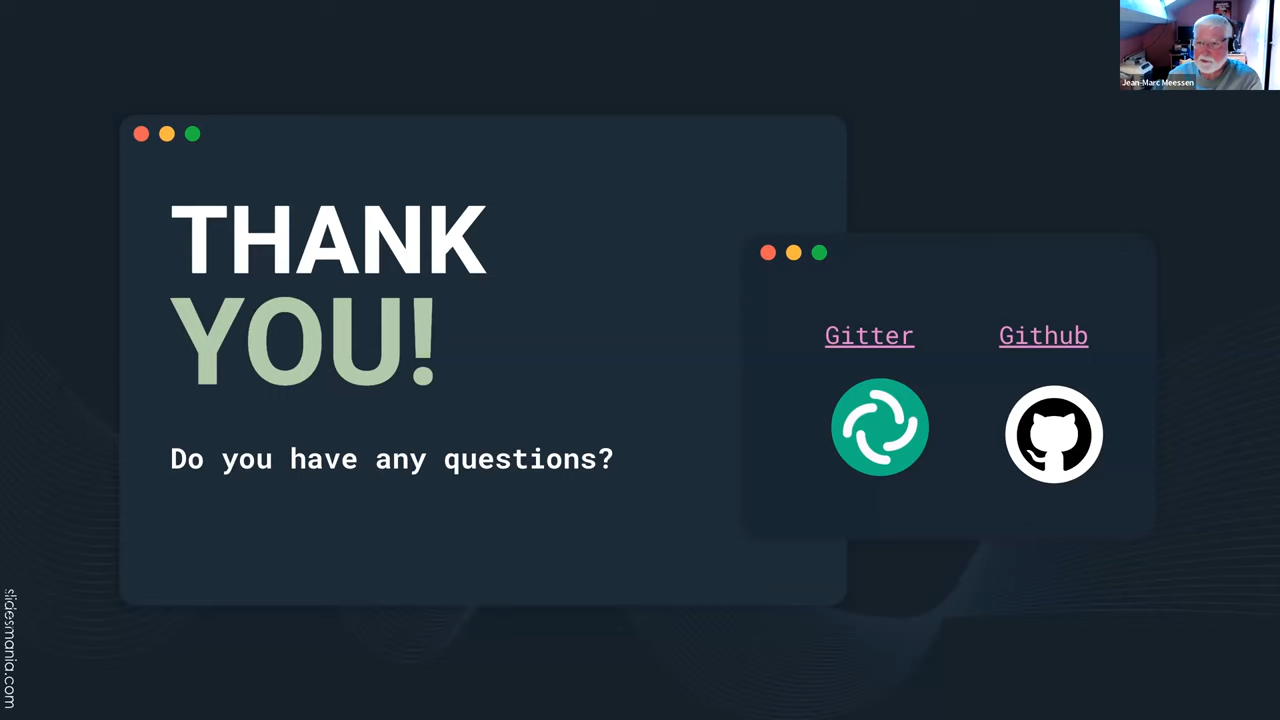 Jean-Marc Meessen
THANK
YOU!
Do you have any questions?
Gitter
Github
slidesmania.com